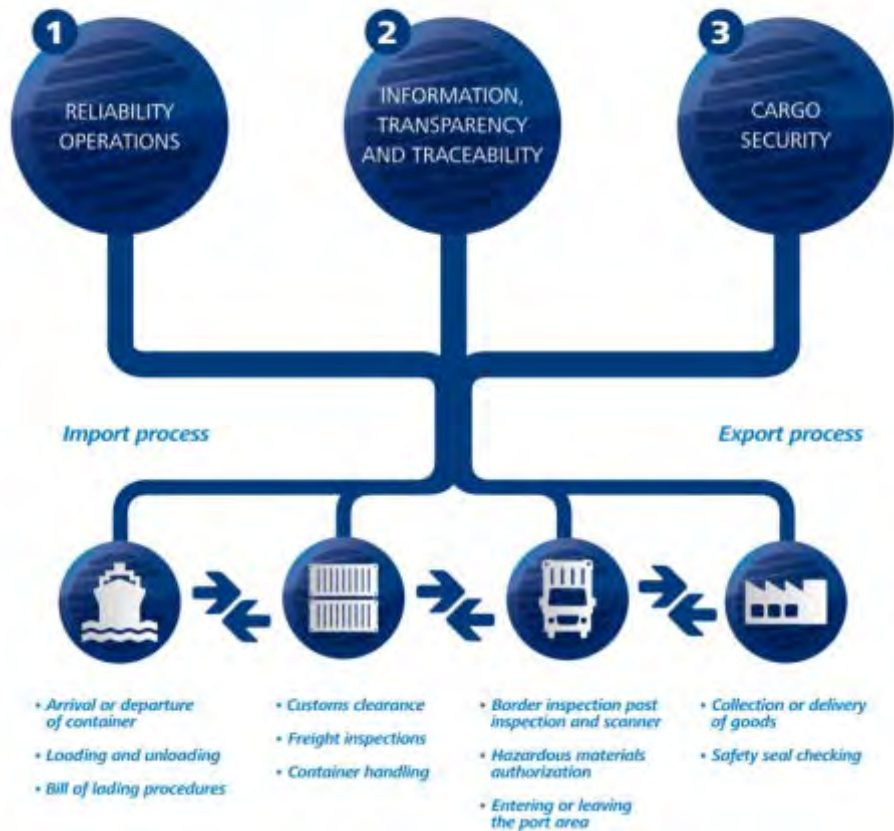 1
RELIABILITY
OPERATIONS
2
INFORMATION,
TRANSPARENCY
AND TRACEABILITY
3
CARGO
SECURITY
Import process
Export process
• Arrival or departure
of container
• Loading and unloading
• Bill of lading procedures
• Customs clearance
• Freight inspections
• Container handling
• Border inspection post
inspection and scanner
• Hazardous materials
authorization
• Entering or leaving
the port area
• Collection or delivery
of goods
• Safety seal checking